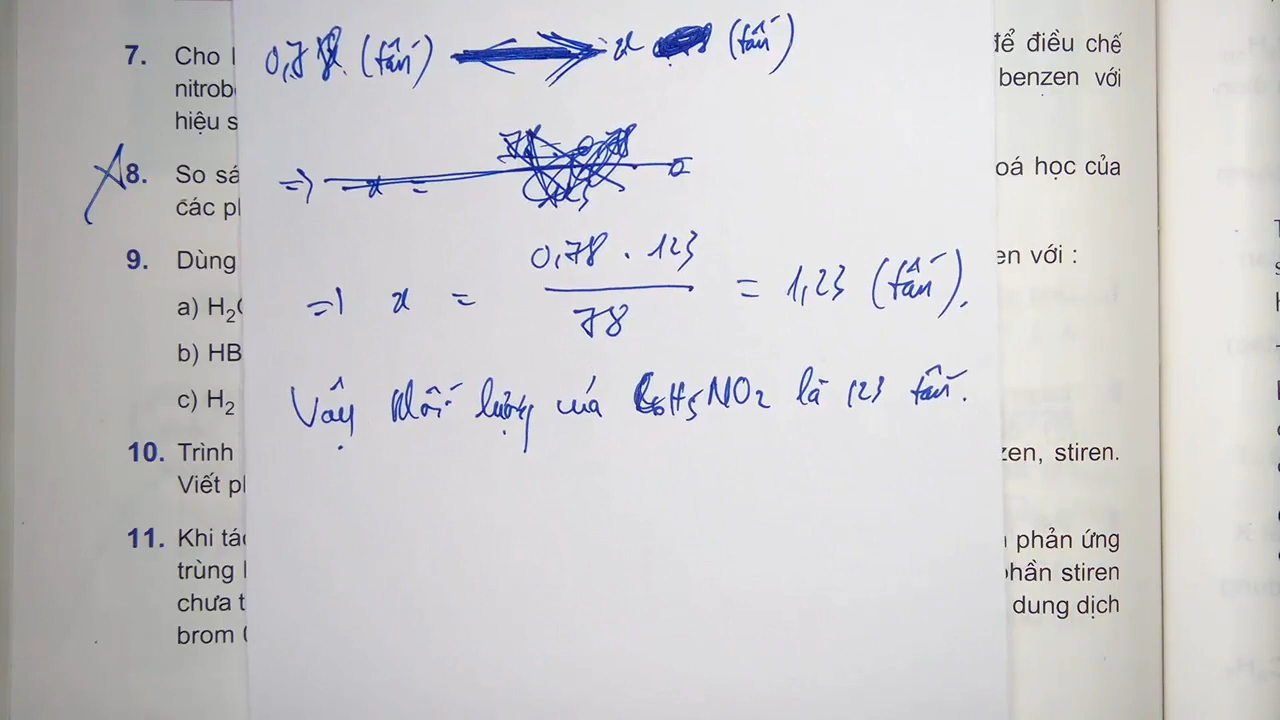 0,78 (tấn) x (tấn)
7. Cho để điều chế
nitrob benzen với
hiệu s
=> x =
8. So sá oá học của
các pl
=> x = 0,78 . 123 / 78 = 1,23 (tấn).
9. Dùng en với :
a) H2
b) HB
c) H2
Vậy khối lượng của C6H5NO2 là 123 tấn.
10. Trình zen, stiren.
Viết p
11. Khi tác phản ứng
trùng phần stiren
chưa t dung dịch
brom